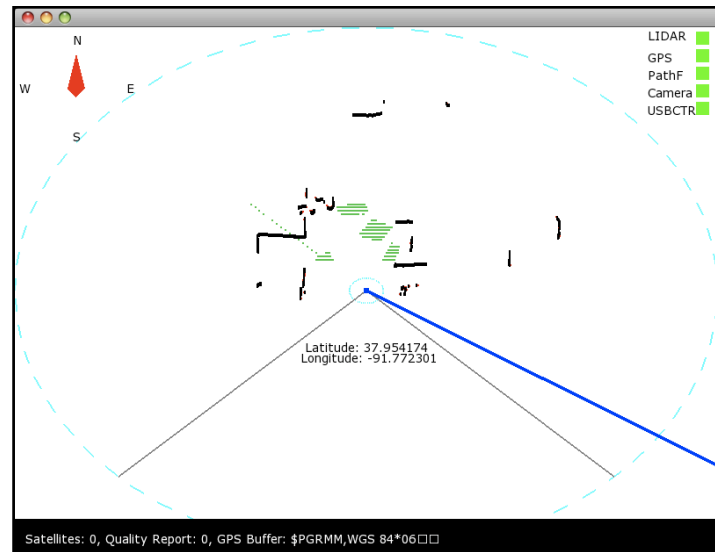 N
W
E
S
LIDAR
GPS
PathF
Camera
USBCTR
Latitude: 37.954174
Longitude: -91.772301
Satellites: 0, Quality Report: 0, GPS Buffer: $PGRMM,WGS 84*06□□